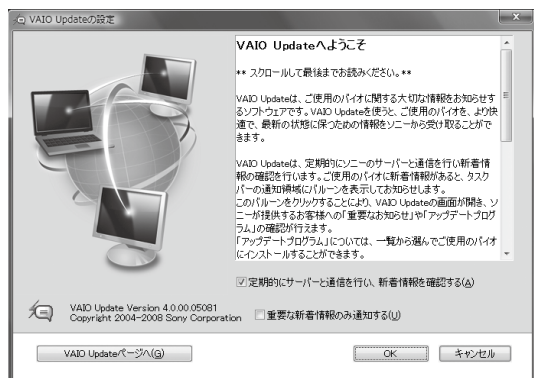 VAIO Updateの設定
VAIO Updateへようこそ
** スクロールして最後までお読みください。**
VAIO Updateは、ご使用のバイオに関する大切な情報をお知らせす
るソフトウェアです。VAIO Updateを使うと、ご使用のバイオを、より快
適で、最新の状態に保つための情報をソニーから受け取ることがで
きます。
VAIO Updateは、定期的にソニーのサーバーと通信を行い新着情
報の確認を行います。ご使用のバイオに新着情報があると、タスク
バーの通知領域にバルーンを表示してお知らせします。
このバルーンをクリックすることにより、VAIO Updateの画面が開き、ソ
ニーが提供するお客様への「重要なお知らせ」や「アップデートプログ
ラム」の確認が行えます。
「アップデートプログラム」については、一覧から選んでご使用のバイオ
にインストールすることができます。
定期的にサーバーと通信を行い、新着情報を確認する(A)
VAIO Update Version 4.0.00.05081
Copyright 2004-2008 Sony Corporation
重要な新着情報のみ通知する(U)
VAIO Updateページへ(G)
OK
キャンセル